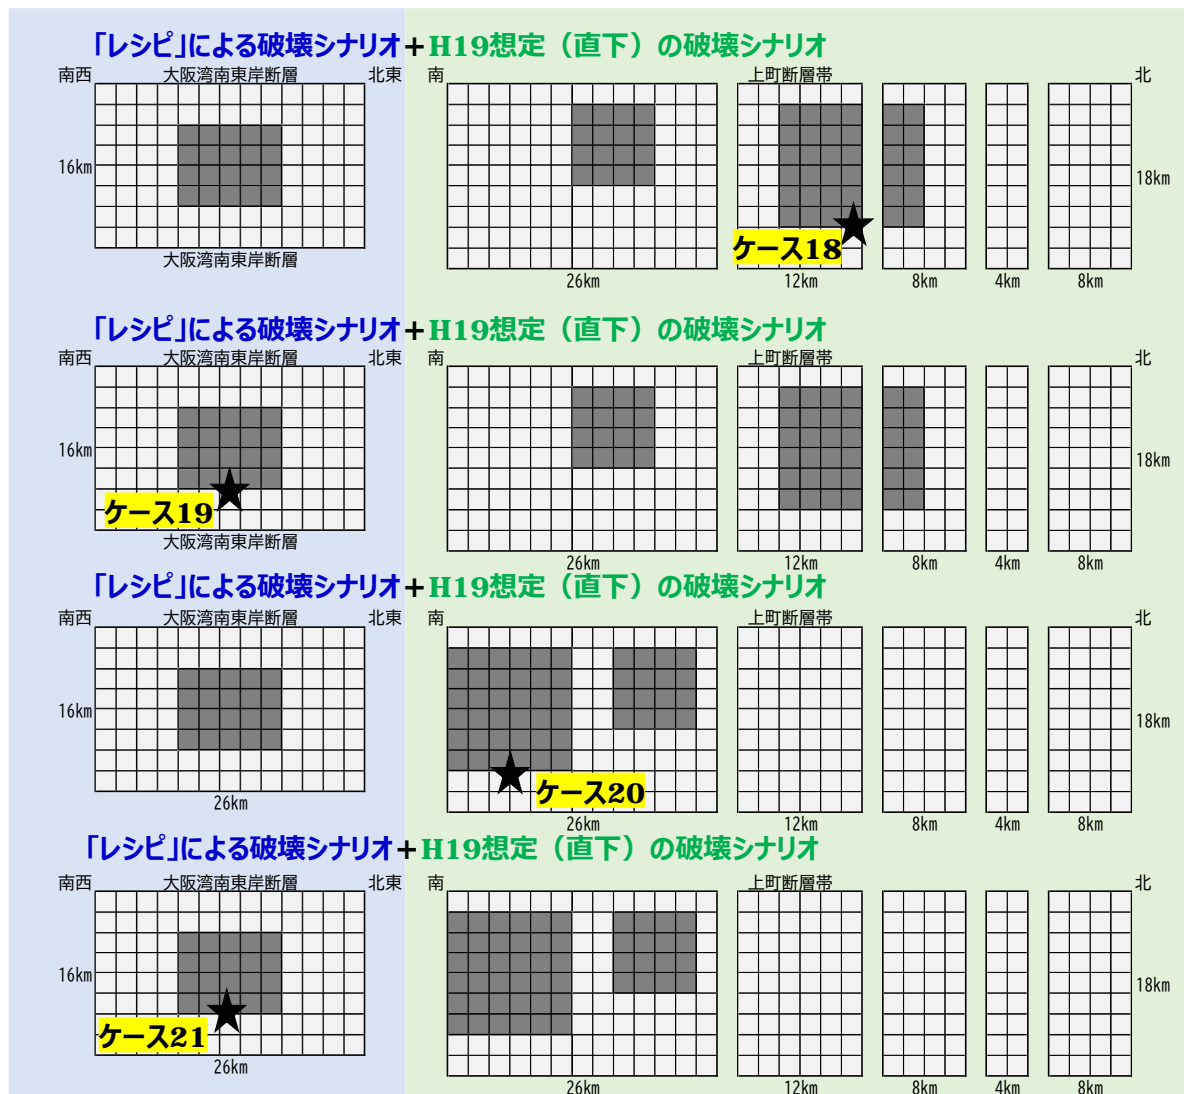 「レシピ」による破壊シナリオ+H19想定（直下）の破壊シナリオ
南西 大阪湾南東岸断層 北東 南 上町断層帯 北
16km
18km
ケース18
大阪湾南東岸断層
26km 12km 8km 4km 8km
「レシピ」による破壊シナリオ+H19想定（直下）の破壊シナリオ
南西 大阪湾南東岸断層 北東 南 上町断層帯 北
16km
18km
ケース19
大阪湾南東岸断層
26km 12km 8km 4km 8km
「レシピ」による破壊シナリオ+H19想定（直下）の破壊シナリオ
南西 大阪湾南東岸断層 北東 南 上町断層帯 北
16km
18km
ケース20
26km
26km 12km 8km 4km 8km
「レシピ」による破壊シナリオ+H19想定（直下）の破壊シナリオ
南西 大阪湾南東岸断層 北東 南 上町断層帯 北
16km
18km
ケース21
26km
26km 12km 8km 4km 8km